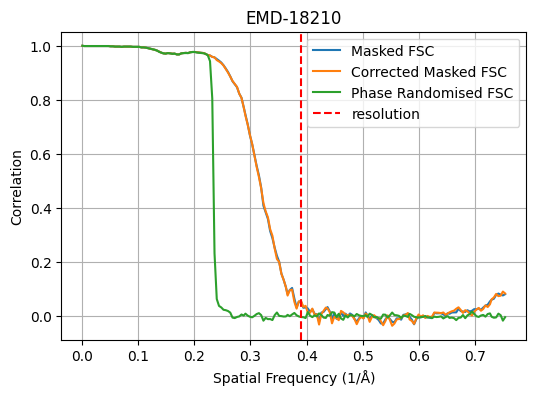 EMD-18210
Masked FSC
Corrected Masked FSC
Phase Randomised FSC
resolution
Correlation
1.0
0.8
0.6
0.4
0.2
0.0
0.0 0.1 0.2 0.3 0.4 0.5 0.6 0.7
Spatial Frequency (1/Å)